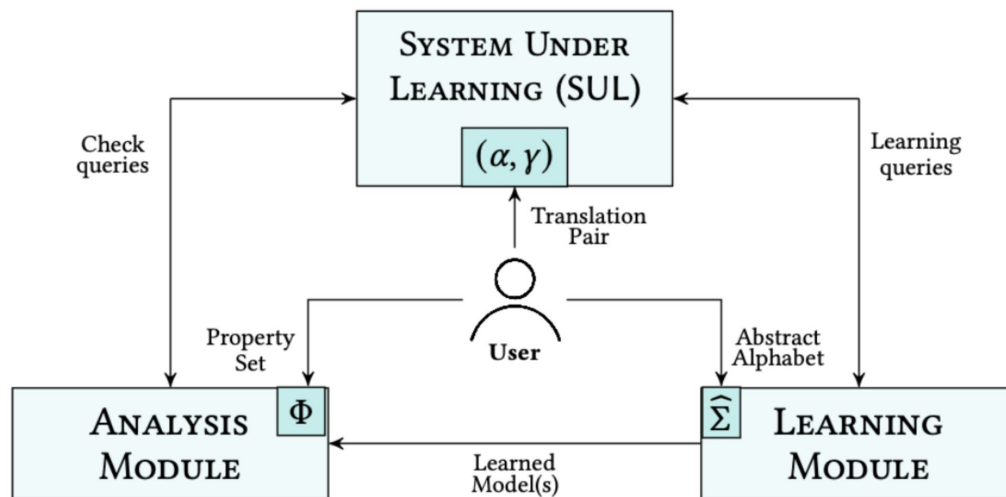 SYSTEM UNDER
LEARNING (SUL)
(α, γ)
Check
queries
Learning
queries
Translation
Pair
Property
Set
User
Abstract
Alphabet
ANALYSIS
MODULE
Φ
Σ̂
LEARNING
MODULE
Learned
Model(s)